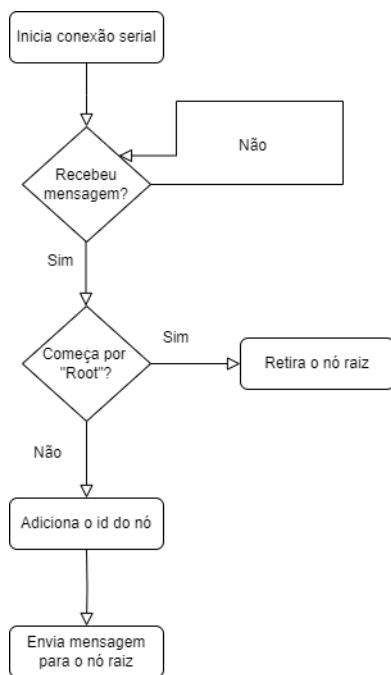 Inicia conexão serial
Não
Recebeu
mensagem?
Sim
Começa por
"Root"?
Sim
Retira o nó raiz
Não
Adiciona o id do nó
Envia mensagem
para o nó raiz